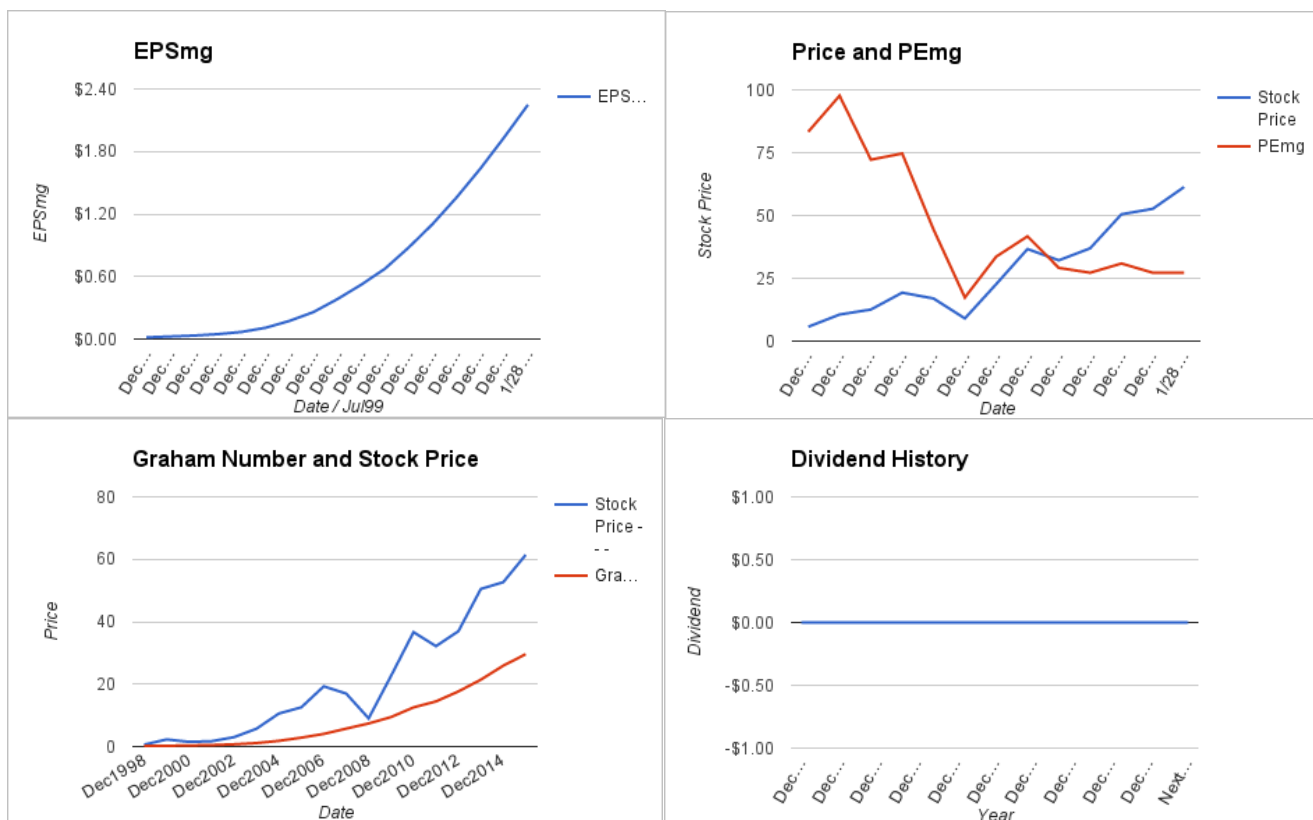 EPSmg
$2.40
$1.80
$1.20
$0.60
$0.00
EPSmg
EPS...
Dec... Dec... Dec... Dec... Dec... Dec... Dec... Dec... Dec... Dec... Dec... Dec... Dec... Dec... Dec... Dec... 1/28...
Date / Jul99
Price and PEmg
100
75
50
25
0
Stock Price
Stock
Price
PEmg
Dec... Dec... Dec... Dec... Dec... Dec... Dec... Dec... Dec... Dec... Dec... Dec... 1/28...
Date
Graham Number and Stock Price
80
60
40
20
0
Price
Stock
Price -
- -
Gra...
Dec1998 Dec2000 Dec2002 Dec2004 Dec2006 Dec2008 Dec2010 Dec2012 Dec2014
Date
Dividend History
$1.00
$0.50
$0.00
-$0.50
-$1.00
Dividend
Dec... Dec... Dec... Dec... Dec... Dec... Dec... Dec... Dec... Dec... Next...
Year